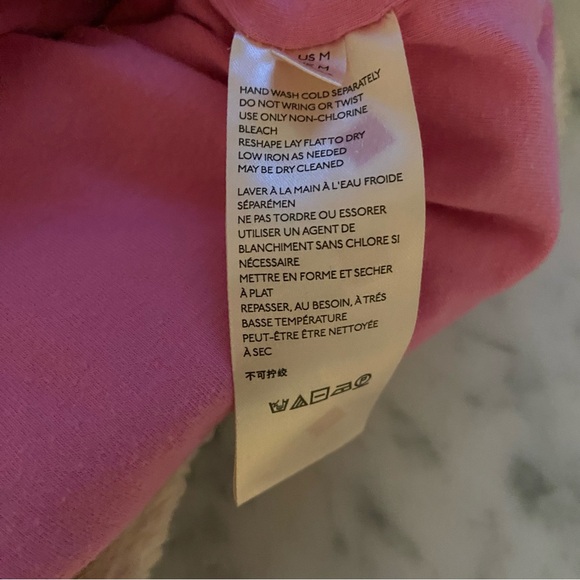 US M
HAND WASH COLD SEPARATELY
DO NOT WRING OR TWIST
USE ONLY NON-CHLORINE
BLEACH
RESHAPE LAY FLAT TO DRY
LOW IRON AS NEEDED
MAY BE DRY CLEANED
LAVER À LA MAIN À L'EAU FROIDE
SÉPARÉMEN
NE PAS TORDRE OU ESSORER
UTILISER UN AGENT DE
BLANCHIMENT SANS CHLORE SI
NÉCESSAIRE
METTRE EN FORME ET SECHER
À PLAT
REPASSER, AU BESOIN, À TRÉS
BASSE TEMPÉRATURE
PEUT-ÊTRE ÊTRE NETTOYÉE
À SEC
不可拧绞